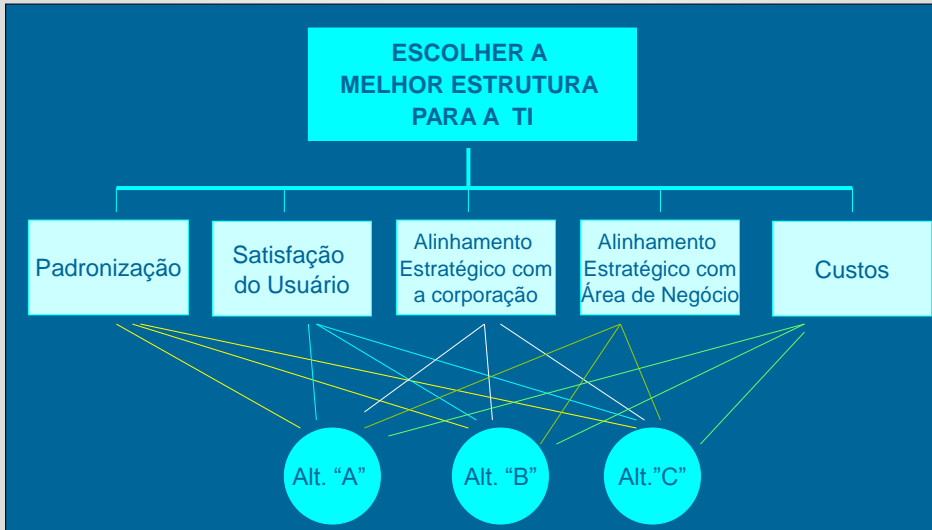 ESCOLHER A
MELHOR ESTRUTURA
PARA A TI
Padronização
Satisfação
do Usuário
Alinhamento
Estratégico com
a corporação
Alinhamento
Estratégico com
Área de Negócio
Custos
Alt. “A”
Alt. “B”
Alt.”C”